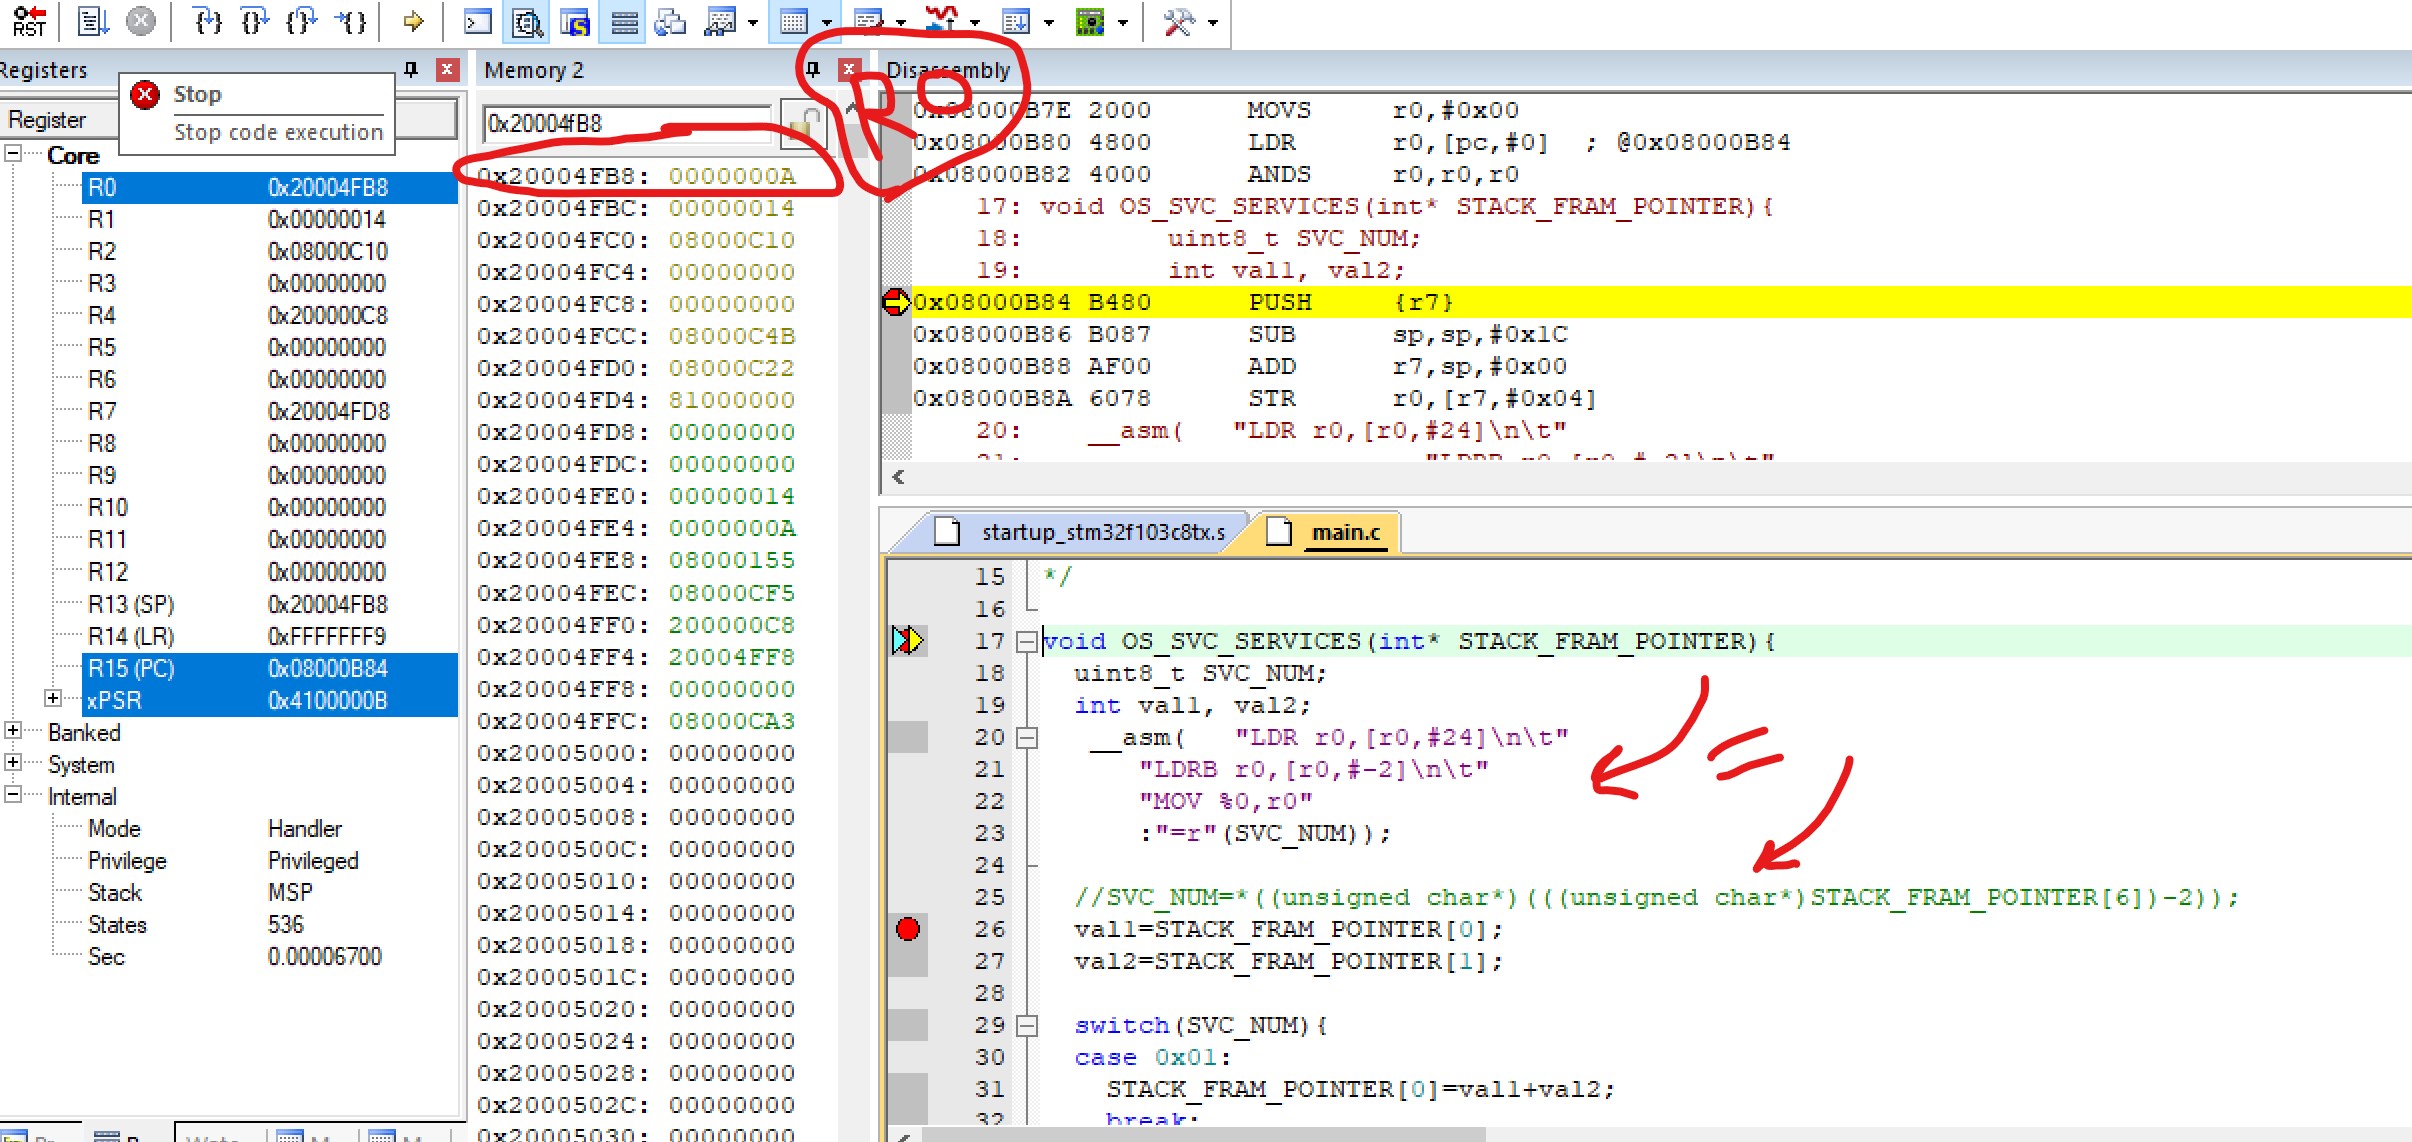 RST
Registers
Stop
Stop code execution
Register
Core
R0 0x20004FB8
R1 0x00000014
R2 0x08000C10
R3 0x00000000
R4 0x200000C8
R5 0x00000000
R6 0x00000000
R7 0x20004FD8
R8 0x00000000
R9 0x00000000
R10 0x00000000
R11 0x00000000
R12 0x00000000
R13 (SP) 0x20004FB8
R14 (LR) 0xFFFFFFF9
R15 (PC) 0x08000B84
xPSR 0x4100000B
Banked
System
Internal
Mode Handler
Privilege Privileged
Stack MSP
States 536
Sec 0.00006700
Memory 2
0x20004fB8
0x20004FB8: 0000000A
0x20004FBC: 00000014
0x20004FC0: 08000C10
0x20004FC4: 00000000
0x20004FC8: 00000000
0x20004FCC: 08000C4B
0x20004FD0: 08000C22
0x20004FD4: 81000000
0x20004FD8: 00000000
0x20004FDC: 00000000
0x20004FE0: 00000014
0x20004FE4: 0000000A
0x20004FE8: 08000155
0x20004FEC: 08000CF5
0x20004FF0: 200000C8
0x20004FF4: 20004FF8
0x20004FF8: 00000000
0x20004FFC: 08000CA3
0x20005000: 00000000
0x20005004: 00000000
0x20005008: 00000000
0x2000500C: 00000000
0x20005010: 00000000
0x20005014: 00000000
0x20005018: 00000000
0x2000501C: 00000000
0x20005020: 00000000
0x20005024: 00000000
0x20005028: 00000000
0x2000502C: 00000000
0x20005030: 00000000
RO
Disassembly
0x08000B7E 2000 MOVS r0,#0x00
0x08000B80 4800 LDR r0,[pc,#0] ; @0x08000B84
0x08000B82 4000 ANDS r0,r0,r0
17: void OS_SVC_SERVICES(int* STACK_FRAM_POINTER){
18: uint8_t SVC_NUM;
19: int val1, val2;
0x08000B84 B480 PUSH {r7}
0x08000B86 B087 SUB sp,sp,#0x1C
0x08000B88 AF00 ADD r7,sp,#0x00
0x08000B8A 6078 STR r0,[r7,#0x04]
20: __asm( "LDR r0,[r0,#24]\n\t"
21: "LDRB r0,[r0,#-2]\n\t"
startup_stm32f103c8tx.s main.c
15 */
16
17 void OS_SVC_SERVICES(int* STACK_FRAM_POINTER){
18 uint8_t SVC_NUM;
19 int val1, val2;
20 __asm( "LDR r0,[r0,#24]\n\t"
21 "LDRB r0,[r0,#-2]\n\t"
22 "MOV %0,r0"
23 :"=r"(SVC_NUM));
24
25 //SVC_NUM=*((unsigned char*)(((unsigned char*)STACK_FRAM_POINTER[6])-2));
26 val1=STACK_FRAM_POINTER[0];
27 val2=STACK_FRAM_POINTER[1];
28
29 switch(SVC_NUM){
30 case 0x01:
31 STACK_FRAM_POINTER[0]=val1+val2;
32 break;
=